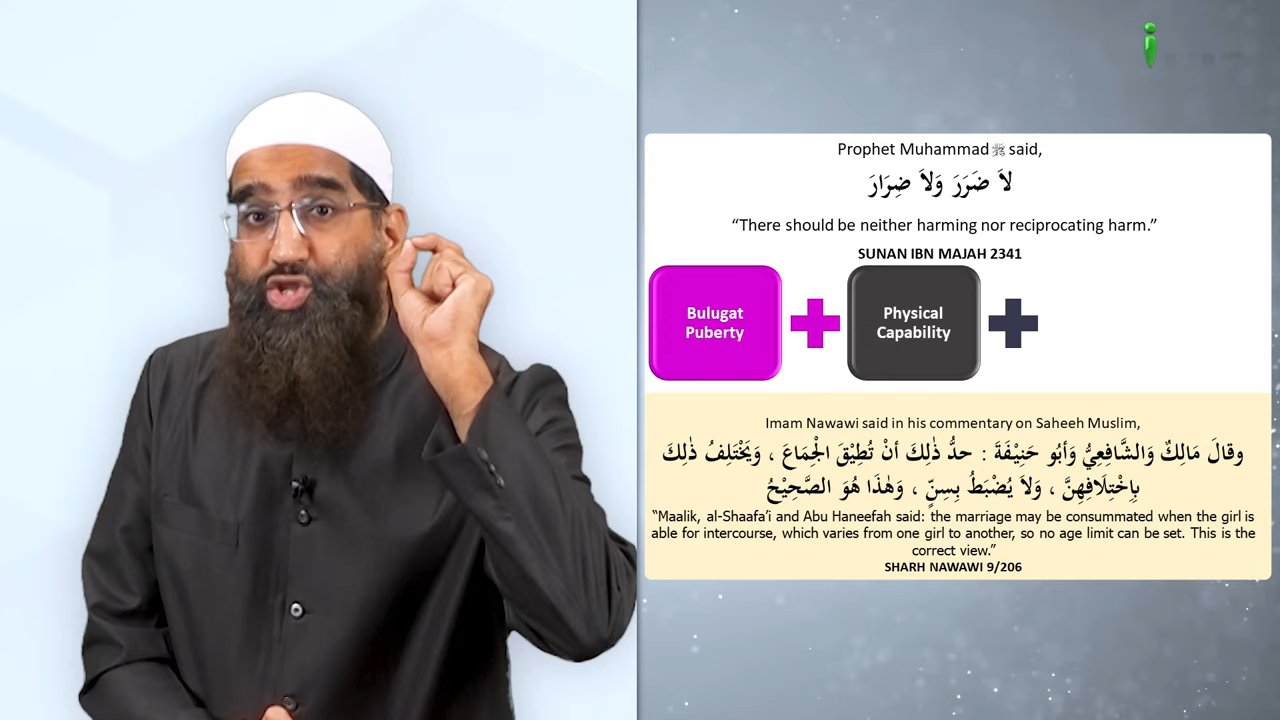 Prophet Muhammad ﷺ said,
لاَ ضَرَرَ وَلاَ ضِرَارَ
“There should be neither harming nor reciprocating harm.”
SUNAN IBN MAJAH 2341
Bulugat
Puberty
Physical
Capability
Imam Nawawi said in his commentary on Saheeh Muslim,
وقالَ مَالِكٌ وَالشَّافِعِيُّ وَأبُو حَنِيْفَةَ : حدُّ ذٰلِكَ أنْ تُطِيْقَ الْجِمَاعَ ، وَيَخْتَلِفُ ذٰلِكَ
بِاِخْتِلَافِهِنَّ ، وَلاَ يُضْبَطُ بِسِنٍّ ، وَهٰذَا هُوَ الصَّحِيْحُ
“Maalik, al-Shaafa’i and Abu Haneefah said: the marriage may be consummated when the girl is
able for intercourse, which varies from one girl to another, so no age limit can be set. This is the
correct view.”
SHARH NAWAWI 9/206